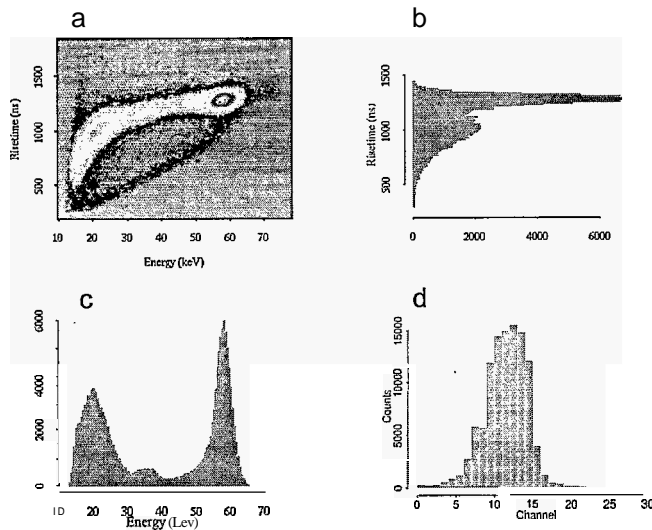 a
1500
1000
500
Risetime (ns)
10 20 30 40 50 60 70
Energy (keV)
b
1500
1000
500
Risetime (ns)
0 2000 4000 6000
c
6000
4000
2000
0
10 20 30 40 50 60 70
Energy (Lev)
d
15000
10000
5000
0
Counts
0 5 10 15 20 25 30
Channel